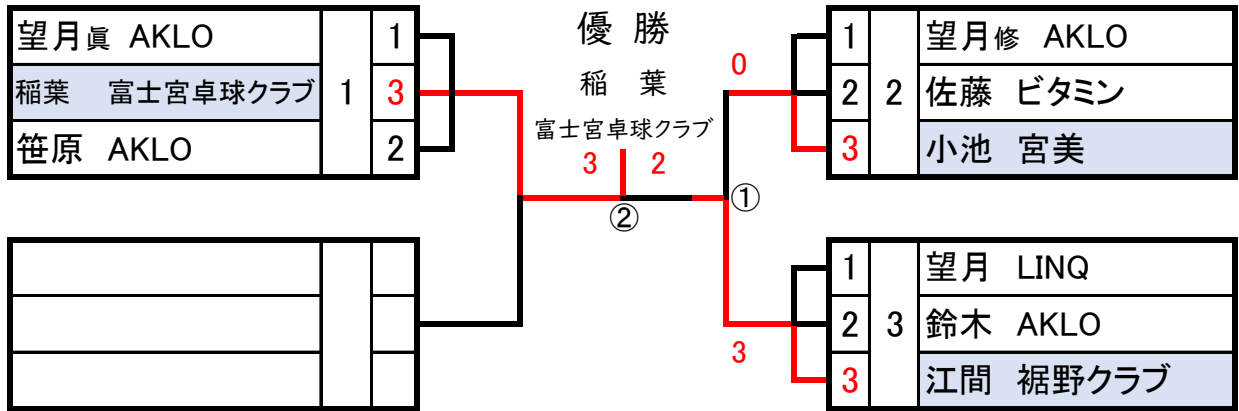 望月眞 AKLO 1
稲葉 富士宮卓球クラブ 1 3
笹原 AKLO 2
優勝
稲 葉
富士宮卓球クラブ
3 2
②
0
①
3
1 望月修 AKLO
2 2 佐藤 ビタミン
3 小池 宮美
1 望月 LINQ
2 3 鈴木 AKLO
3 江間 裾野クラブ